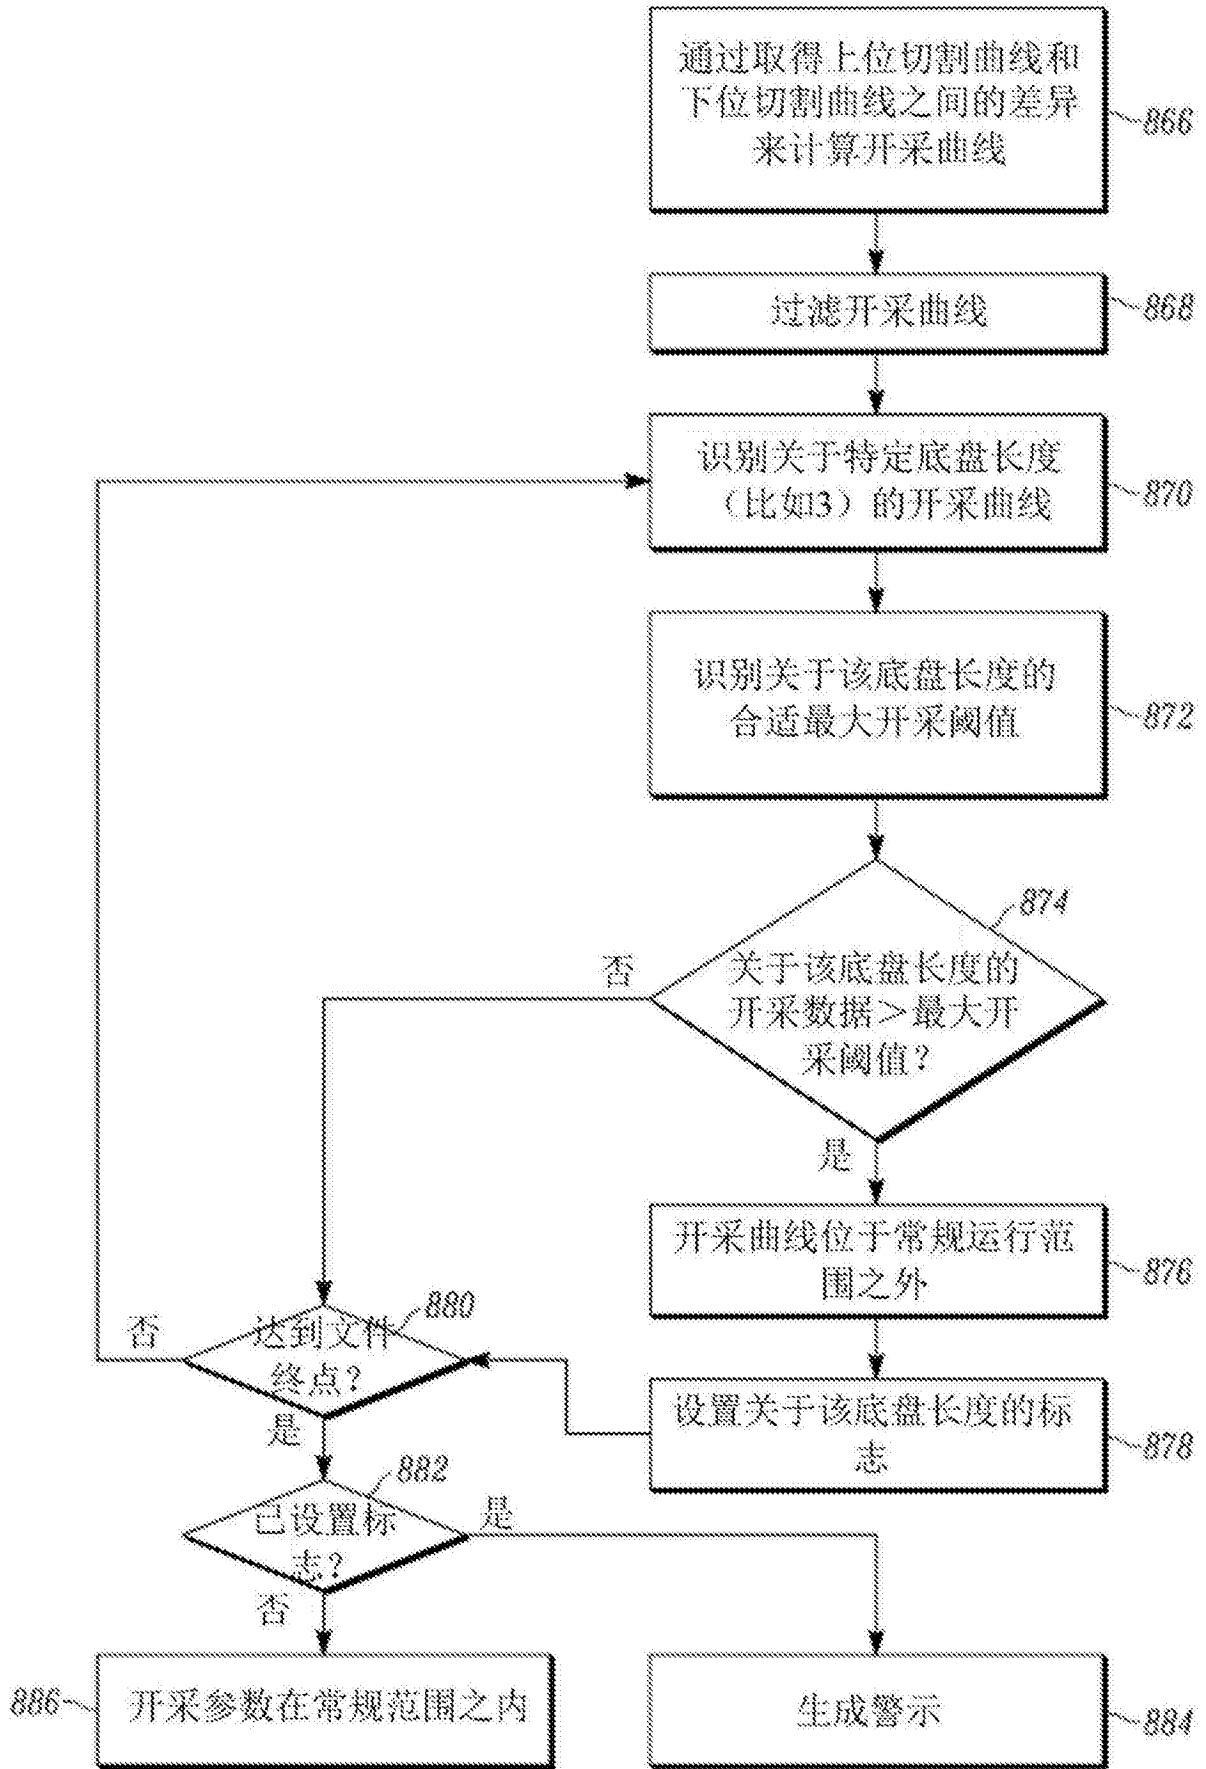 通过取得上位切割曲线和
下位切割曲线之间的差异
来计算开采曲线
866
过滤开采曲线
868
识别关于特定底盘长度
（比如3）的开采曲线
870
识别关于该底盘长度的
合适最大开采阈值
872
874
否
关于该底盘长度的
开采数据＞最大开
采阈值？
是
开采曲线位于常规运行范
围之外
876
880
否
达到文件
终点？
是
设置关于该底盘长度的标
志
878
882
已设置标
志？
是
否
886
开采参数在常规范围之内
生成警示
884